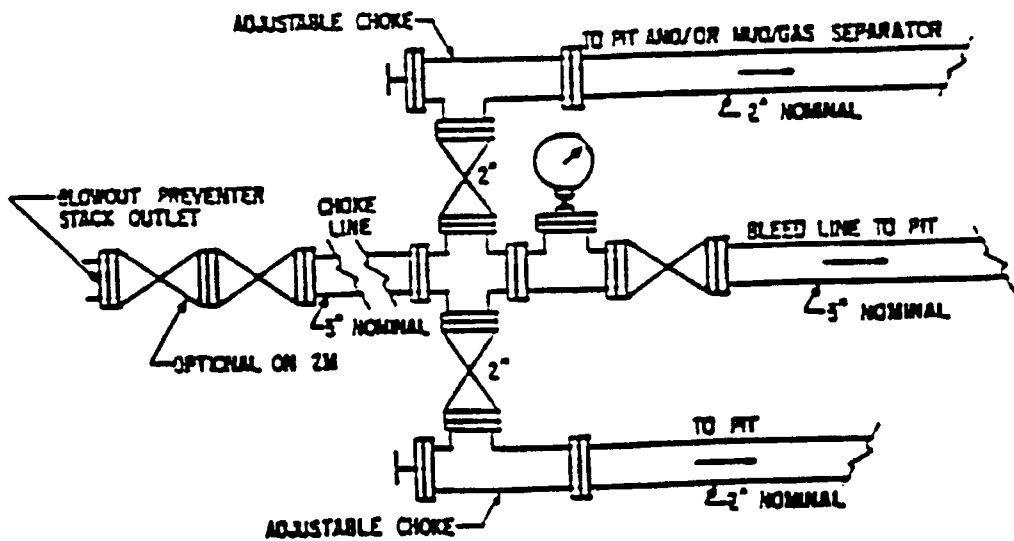 ADJUSTABLE CHOKE
TO PIT AND/OR MUD/GAS SEPARATOR
2" NOMINAL
2"
BLOWOUT PREVENTER
STACK OUTLET
CHOKE
LINE
BLEED LINE TO PIT
3" NOMINAL
3" NOMINAL
OPTIONAL ON 2M
2"
TO PIT
2" NOMINAL
ADJUSTABLE CHOKE